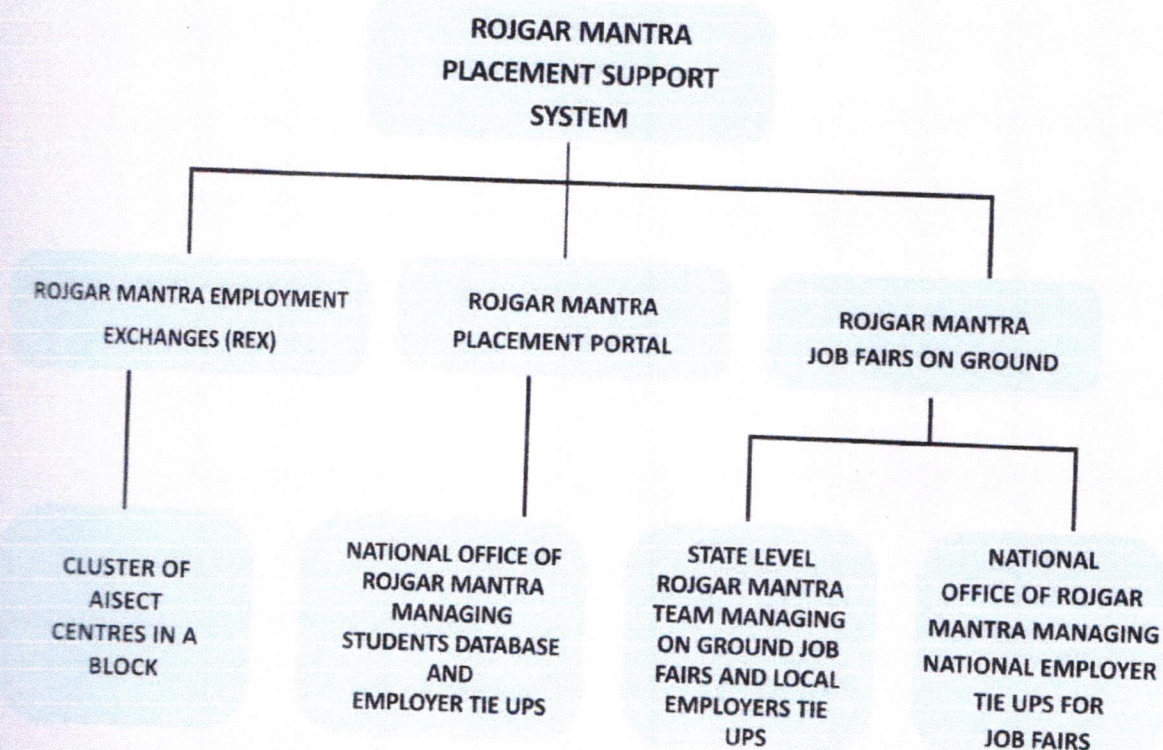 ROJGAR MANTRA
PLACEMENT SUPPORT
SYSTEM
ROJGAR MANTRA EMPLOYMENT
EXCHANGES (REX)
ROJGAR MANTRA
PLACEMENT PORTAL
ROJGAR MANTRA
JOB FAIRS ON GROUND
CLUSTER OF
AISECT
CENTRES IN A
BLOCK
NATIONAL OFFICE OF
ROJGAR MANTRA
MANAGING
STUDENTS DATABASE
AND
EMPLOYER TIE UPS
STATE LEVEL
ROJGAR MANTRA
TEAM MANAGING
ON GROUND JOB
FAIRS AND LOCAL
EMPLOYERS TIE
UPS
NATIONAL
OFFICE OF ROJGAR
MANTRA MANAGING
NATIONAL EMPLOYER
TIE UPS FOR
JOB FAIRS